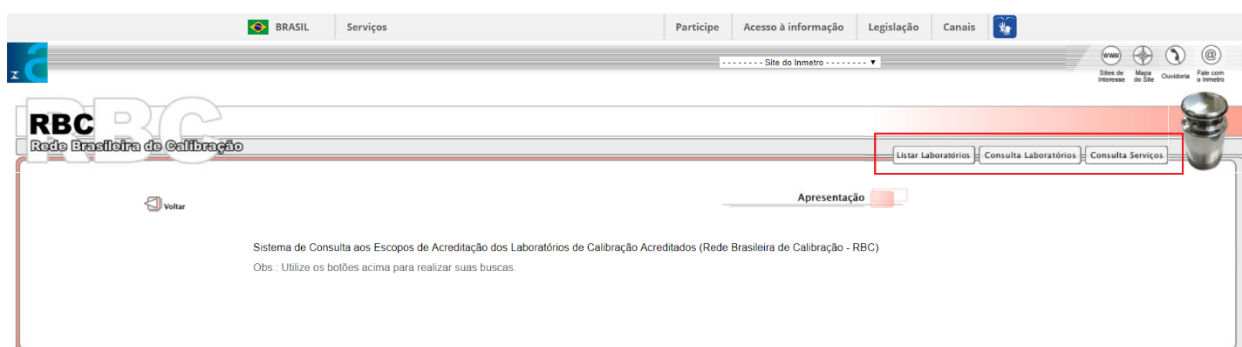 BRASIL Serviços Participe Acesso à informação Legislação Canais
- - - - - - - - Site do Inmetro - - - - - - - -
www @
Sites de Interesse Mapa do Site Ouvidoria Fale com o Inmetro
RBC
RBC
Rede Brasileira de Calibração
Listar Laboratórios Consulta Laboratórios Consulta Serviços
Voltar Apresentação
Sistema de Consulta aos Escopos de Acreditação dos Laboratórios de Calibração Acreditados (Rede Brasileira de Calibração - RBC)
Obs.: Utilize os botões acima para realizar suas buscas.